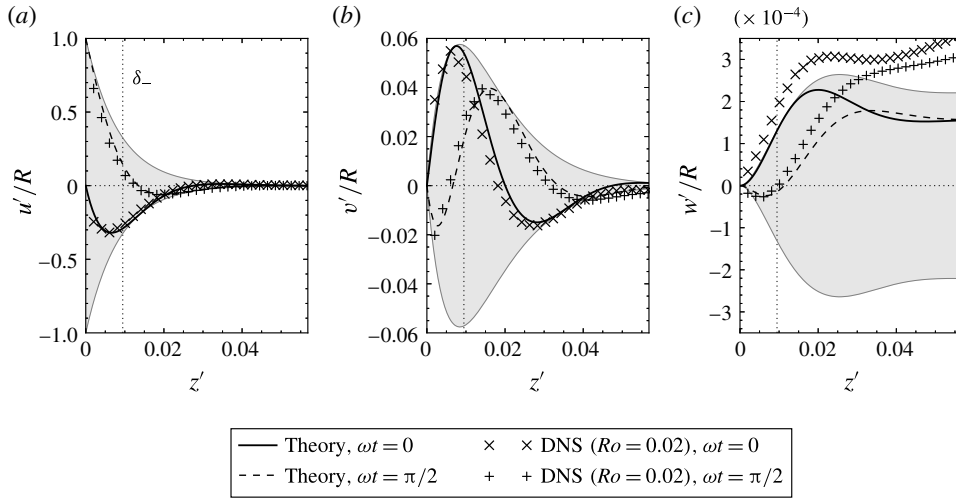 (a)
1.0
0.5
0
−0.5
−1.0
u′/R
δ−
0
0.02
0.04
z′
(b)
0.06
0.04
0.02
0
−0.02
−0.04
−0.06
v′/R
0
0.02
0.04
z′
(c)
(× 10−4)
3
2
1
0
−1
−2
−3
w′/R
0
0.02
0.04
z′
Theory, ωt = 0
DNS (Ro = 0.02), ωt = 0
Theory, ωt = π/2
DNS (Ro = 0.02), ωt = π/2